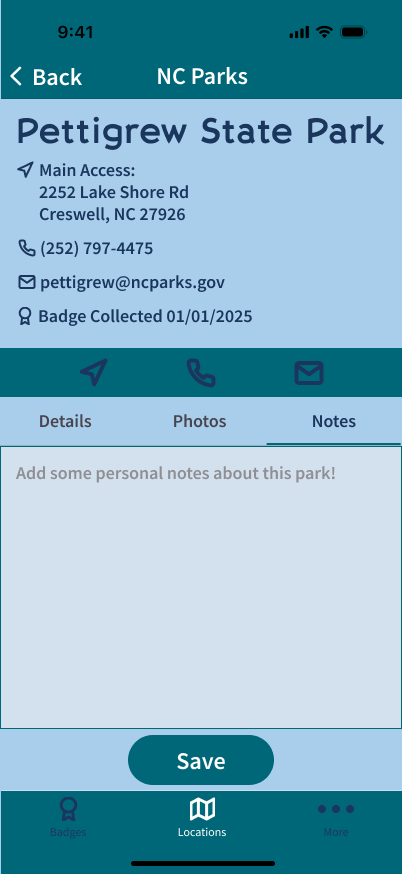 9:41
Back
NC Parks
Pettigrew State Park
Main Access:
2252 Lake Shore Rd
Creswell, NC 27926
(252) 797-4475
pettigrew@ncparks.gov
Badge Collected 01/01/2025
Details Photos Notes
Add some personal notes about this park!
Save
Badges Locations More